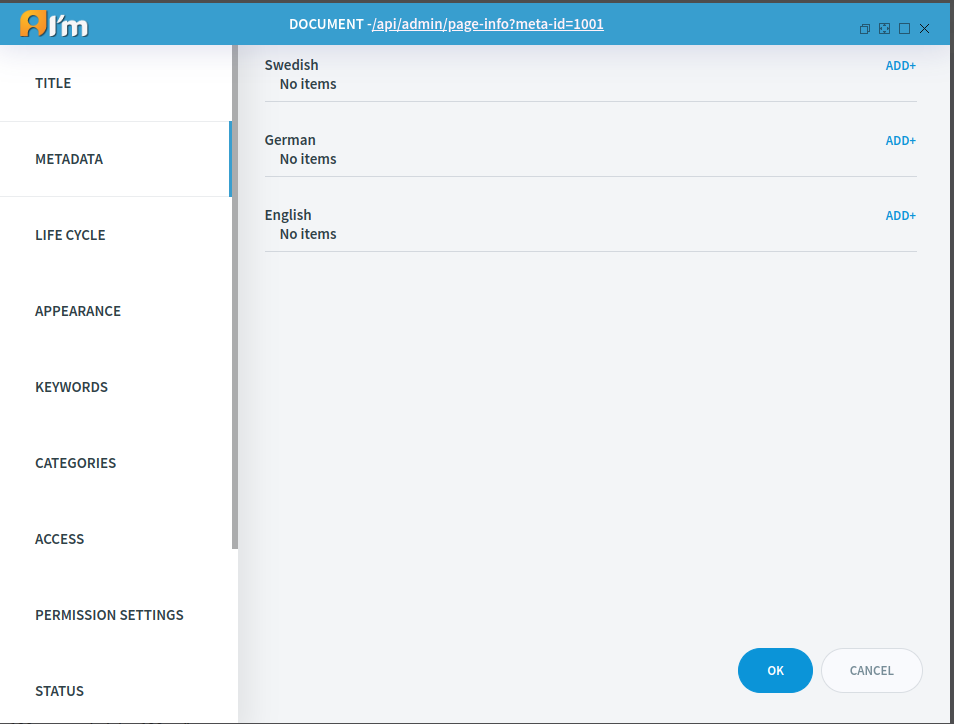 AI'm
DOCUMENT -/api/admin/page-info?meta-id=1001
TITLE
METADATA
LIFE CYCLE
APPEARANCE
KEYWORDS
CATEGORIES
ACCESS
PERMISSION SETTINGS
STATUS
Swedish ADD+
No items
German ADD+
No items
English ADD+
No items
OK CANCEL